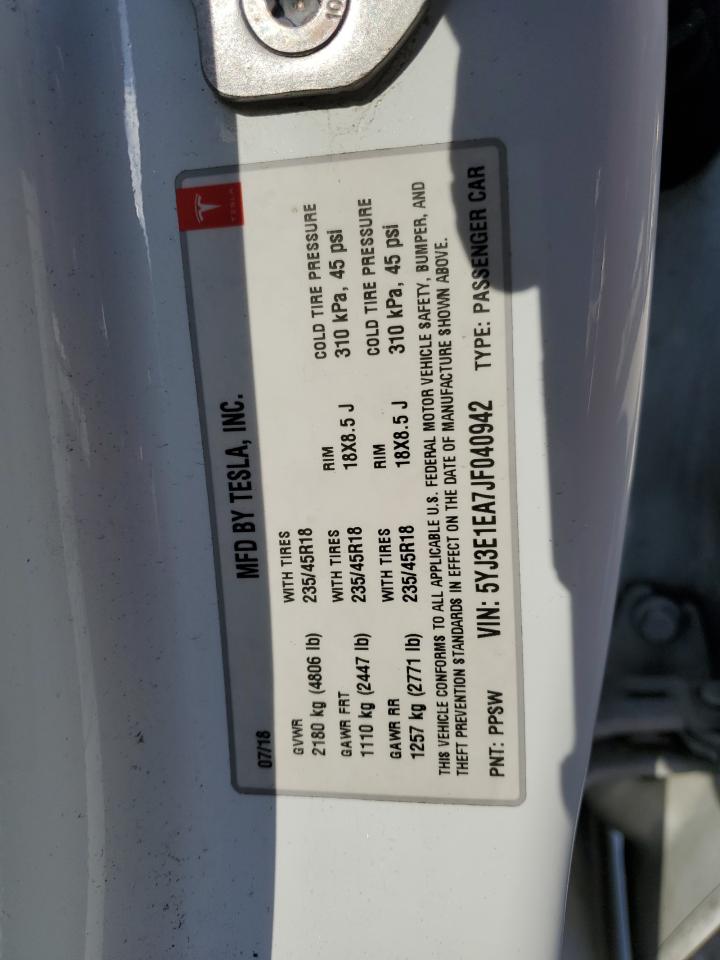 TESLA
MFD BY TESLA, INC.
07/18
GVWR WITH TIRES
2180 kg (4806 lb) 235/45R18 RIM COLD TIRE PRESSURE
GAWR FRT WITH TIRES 18X8.5 J 310 kPa, 45 psi
1110 kg (2447 lb) 235/45R18 RIM COLD TIRE PRESSURE
GAWR RR WITH TIRES 18X8.5 J 310 kPa, 45 psi
1257 kg (2771 lb) 235/45R18
THIS VEHICLE CONFORMS TO ALL APPLICABLE U.S. FEDERAL MOTOR VEHICLE SAFETY, BUMPER, AND
THEFT PREVENTION STANDARDS IN EFFECT ON THE DATE OF MANUFACTURE SHOWN ABOVE.
PNT: PPSW VIN: 5YJ3E1EA7JF040942 TYPE: PASSENGER CAR